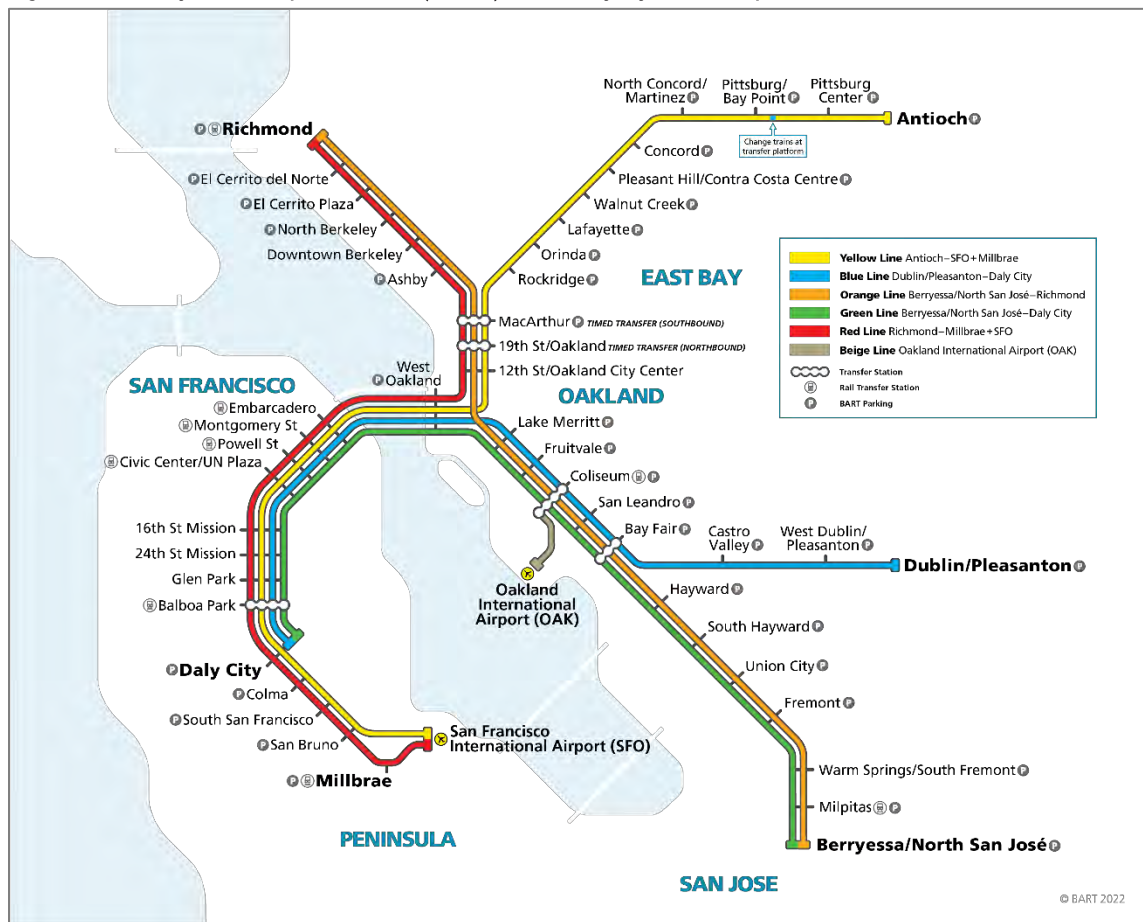 North Concord/
Martinez P
Pittsburg/
Bay Point P
Pittsburg
Center P
Antioch P
Change trains at
transfer platform
P Richmond
Concord P
P El Cerrito del Norte
Pleasant Hill/Contra Costa Centre P
P El Cerrito Plaza
Walnut Creek P
P North Berkeley
Lafayette P
Downtown Berkeley
Orinda P
P Ashby
Rockridge P
EAST BAY
Yellow Line Antioch–SFO+Millbrae
Blue Line Dublin/Pleasanton–Daly City
Orange Line Berryessa/North San José–Richmond
Green Line Berryessa/North San José–Daly City
Red Line Richmond–Millbrae+SFO
Beige Line Oakland International Airport (OAK)
Transfer Station
Rail Transfer Station
P BART Parking
MacArthur P TIMED TRANSFER (SOUTHBOUND)
19th St/Oakland TIMED TRANSFER (NORTHBOUND)
12th St/Oakland City Center
West
P Oakland
SAN FRANCISCO
OAKLAND
Embarcadero
Montgomery St
Powell St
Civic Center/UN Plaza
Lake Merritt P
Fruitvale P
Coliseum P
San Leandro P
Bay Fair P
Castro
Valley P
West Dublin/
Pleasanton P
Dublin/Pleasanton P
16th St Mission
24th St Mission
Glen Park
Balboa Park
Oakland
International
Airport (OAK)
Hayward P
South Hayward P
Union City P
Fremont P
P Daly City
P Colma
P South San Francisco
P San Bruno
San Francisco
International Airport (SFO)
P Millbrae
Warm Springs/South Fremont P
Milpitas P
Berryessa/North San José P
PENINSULA
SAN JOSE
© BART 2022